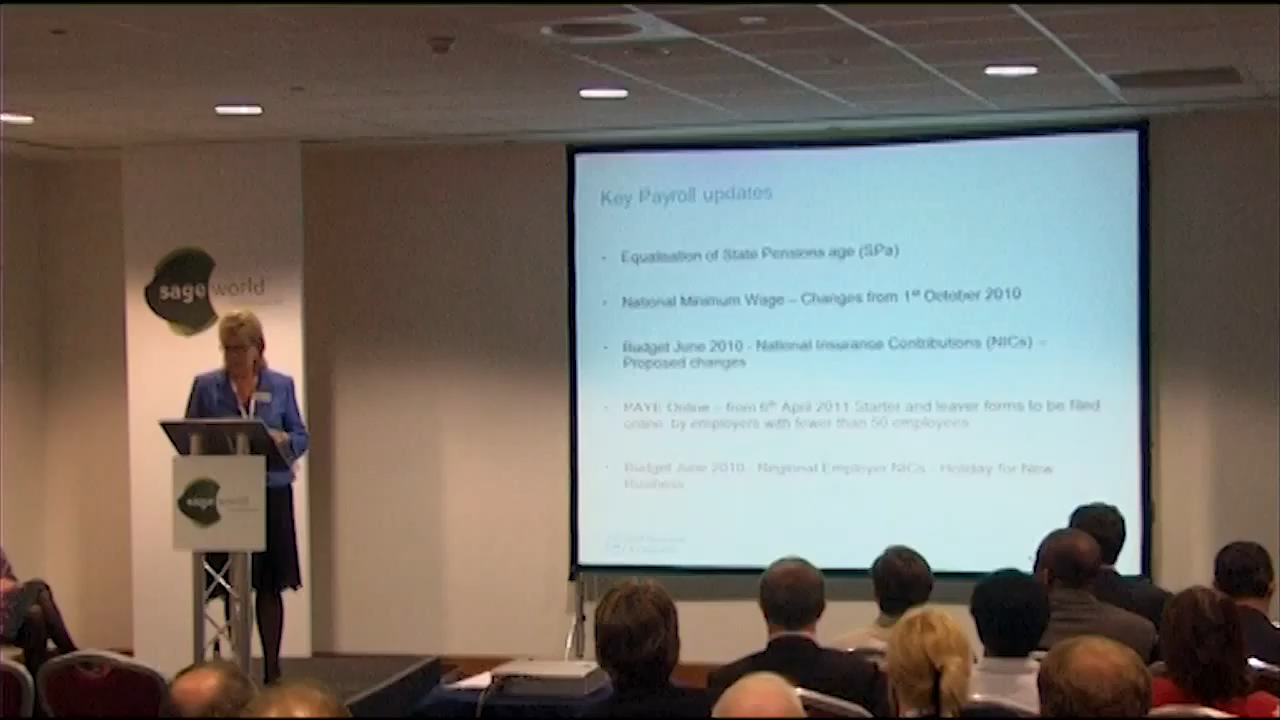 Key Payroll updates
sage world
- Equalisation of State Pensions age (SPa)
- National Minimum Wage – Changes from 1st October 2010
- Budget June 2010 - National Insurance Contributions (NICs) –
Proposed changes
- PAYE Online – from 6th April 2011 Starter and leaver forms to be filed
online by employers with fewer than 50 employees
- Budget June 2010 - Regional Employer NICs - Holiday for New
Business
sage world